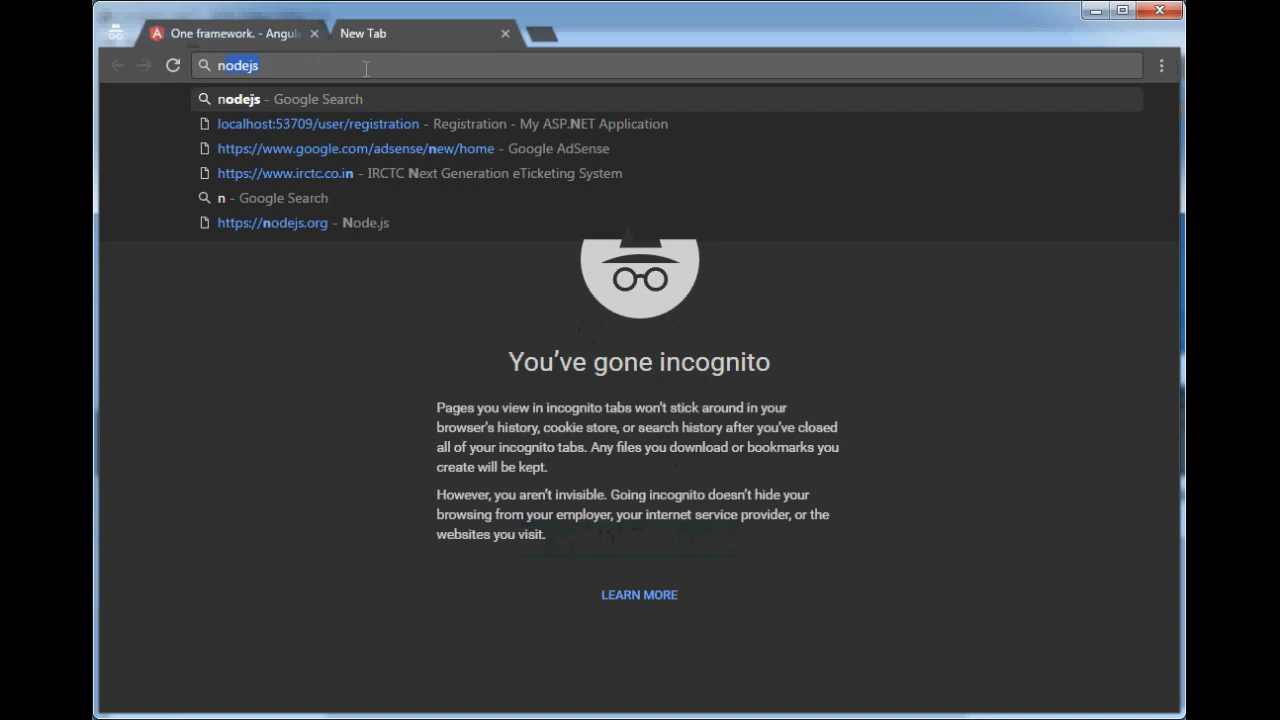 One framework. - Angul
New Tab
nodejs
nodejs - Google Search
localhost:53709/user/registration - Registration - My ASP.NET Application
https://www.google.com/adsense/new/home - Google AdSense
https://www.irctc.co.in - IRCTC Next Generation eTicketing System
n - Google Search
https://nodejs.org - Node.js
You've gone incognito
Pages you view in incognito tabs won't stick around in your
browser's history, cookie store, or search history after you've closed
all of your incognito tabs. Any files you download or bookmarks you
create will be kept.
However, you aren't invisible. Going incognito doesn't hide your
browsing from your employer, your internet service provider, or the
websites you visit.
LEARN MORE